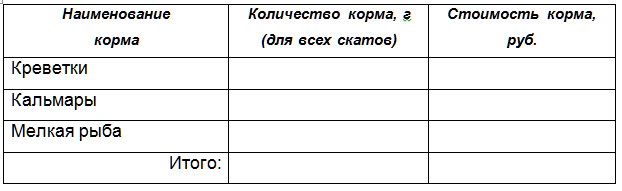 Наименование корма
Количество корма, г (для всех скатов)
Стоимость корма, руб.
Креветки
Кальмары
Мелкая рыба
Итого: